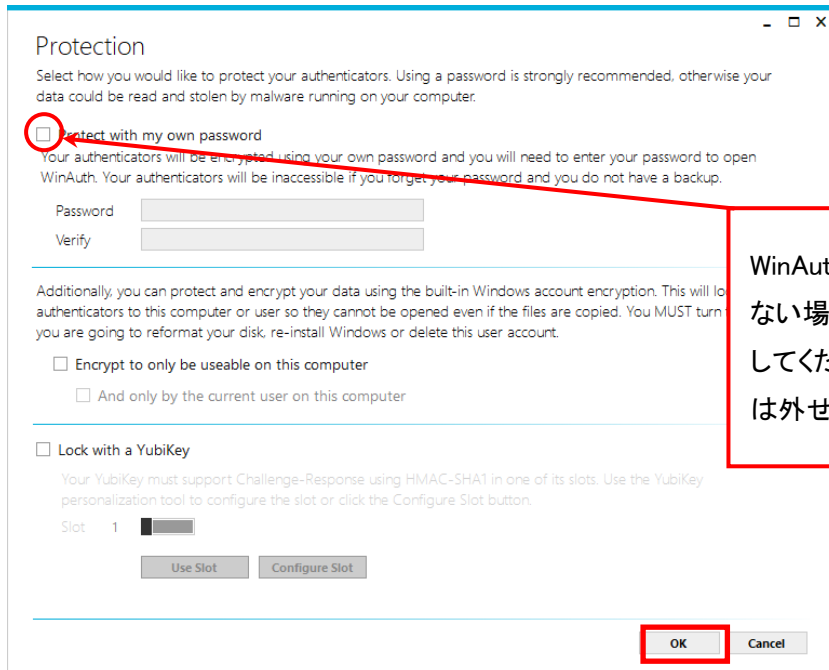 Protection
Select how you would like to protect your authenticators. Using a password is strongly recommended, otherwise your
data could be read and stolen by malware running on your computer.
Protect with my own password
Your authenticators will be encrypted using your own password and you will need to enter your password to open
WinAuth. Your authenticators will be inaccessible if you forget your password and you do not have a backup.
Password
Verify
Additionally, you can protect and encrypt your data using the built-in Windows account encryption. This will
authenticators to this computer or user so they cannot be opened even if the files are copied. You MUST turn
you are going to reformat your disk, re-install Windows or delete this user account.
Encrypt to only be useable on this computer
And only by the current user on this computer
Lock with a YubiKey
Your YubiKey must support Challenge-Response using HMAC-SHA1 in one of its slots. Use the YubiKey
personalization tool to configure the slot or click the Configure Slot button.
Slot 1
Use Slot Configure Slot
OK Cancel
ない場
してくだ
は外せ